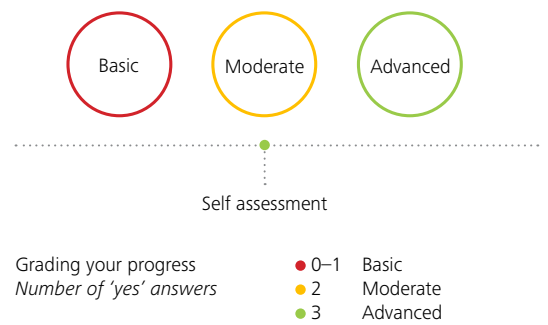 Basic Moderate Advanced
Self assessment
Grading your progress
Number of ‘yes’ answers
0–1 Basic
2 Moderate
3 Advanced